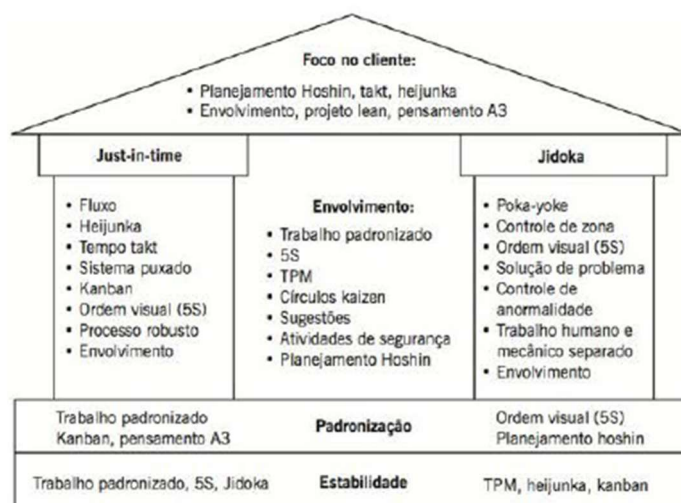 Foco no cliente:
• Planejamento Hoshin, takt, heijunka
• Envolvimento, projeto lean, pensamento A3
Just-in-time
• Fluxo
• Heijunka
• Tempo takt
• Sistema puxado
• Kanban
• Ordem visual (5S)
• Processo robusto
• Envolvimento
Envolvimento:
• Trabalho padronizado
• 5S
• TPM
• Círculos kaizen
• Sugestões
• Atividades de segurança
• Planejamento Hoshin
Jidoka
• Poka-yoke
• Controle de zona
• Ordem visual (5S)
• Solução de problema
• Controle de
anormalidade
• Trabalho humano e
mecânico separado
• Envolvimento
Trabalho padronizado
Kanban, pensamento A3
Padronização
Ordem visual (5S)
Planejamento hoshin
Trabalho padronizado, 5S, Jidoka
Estabilidade
TPM, heijunka, kanban